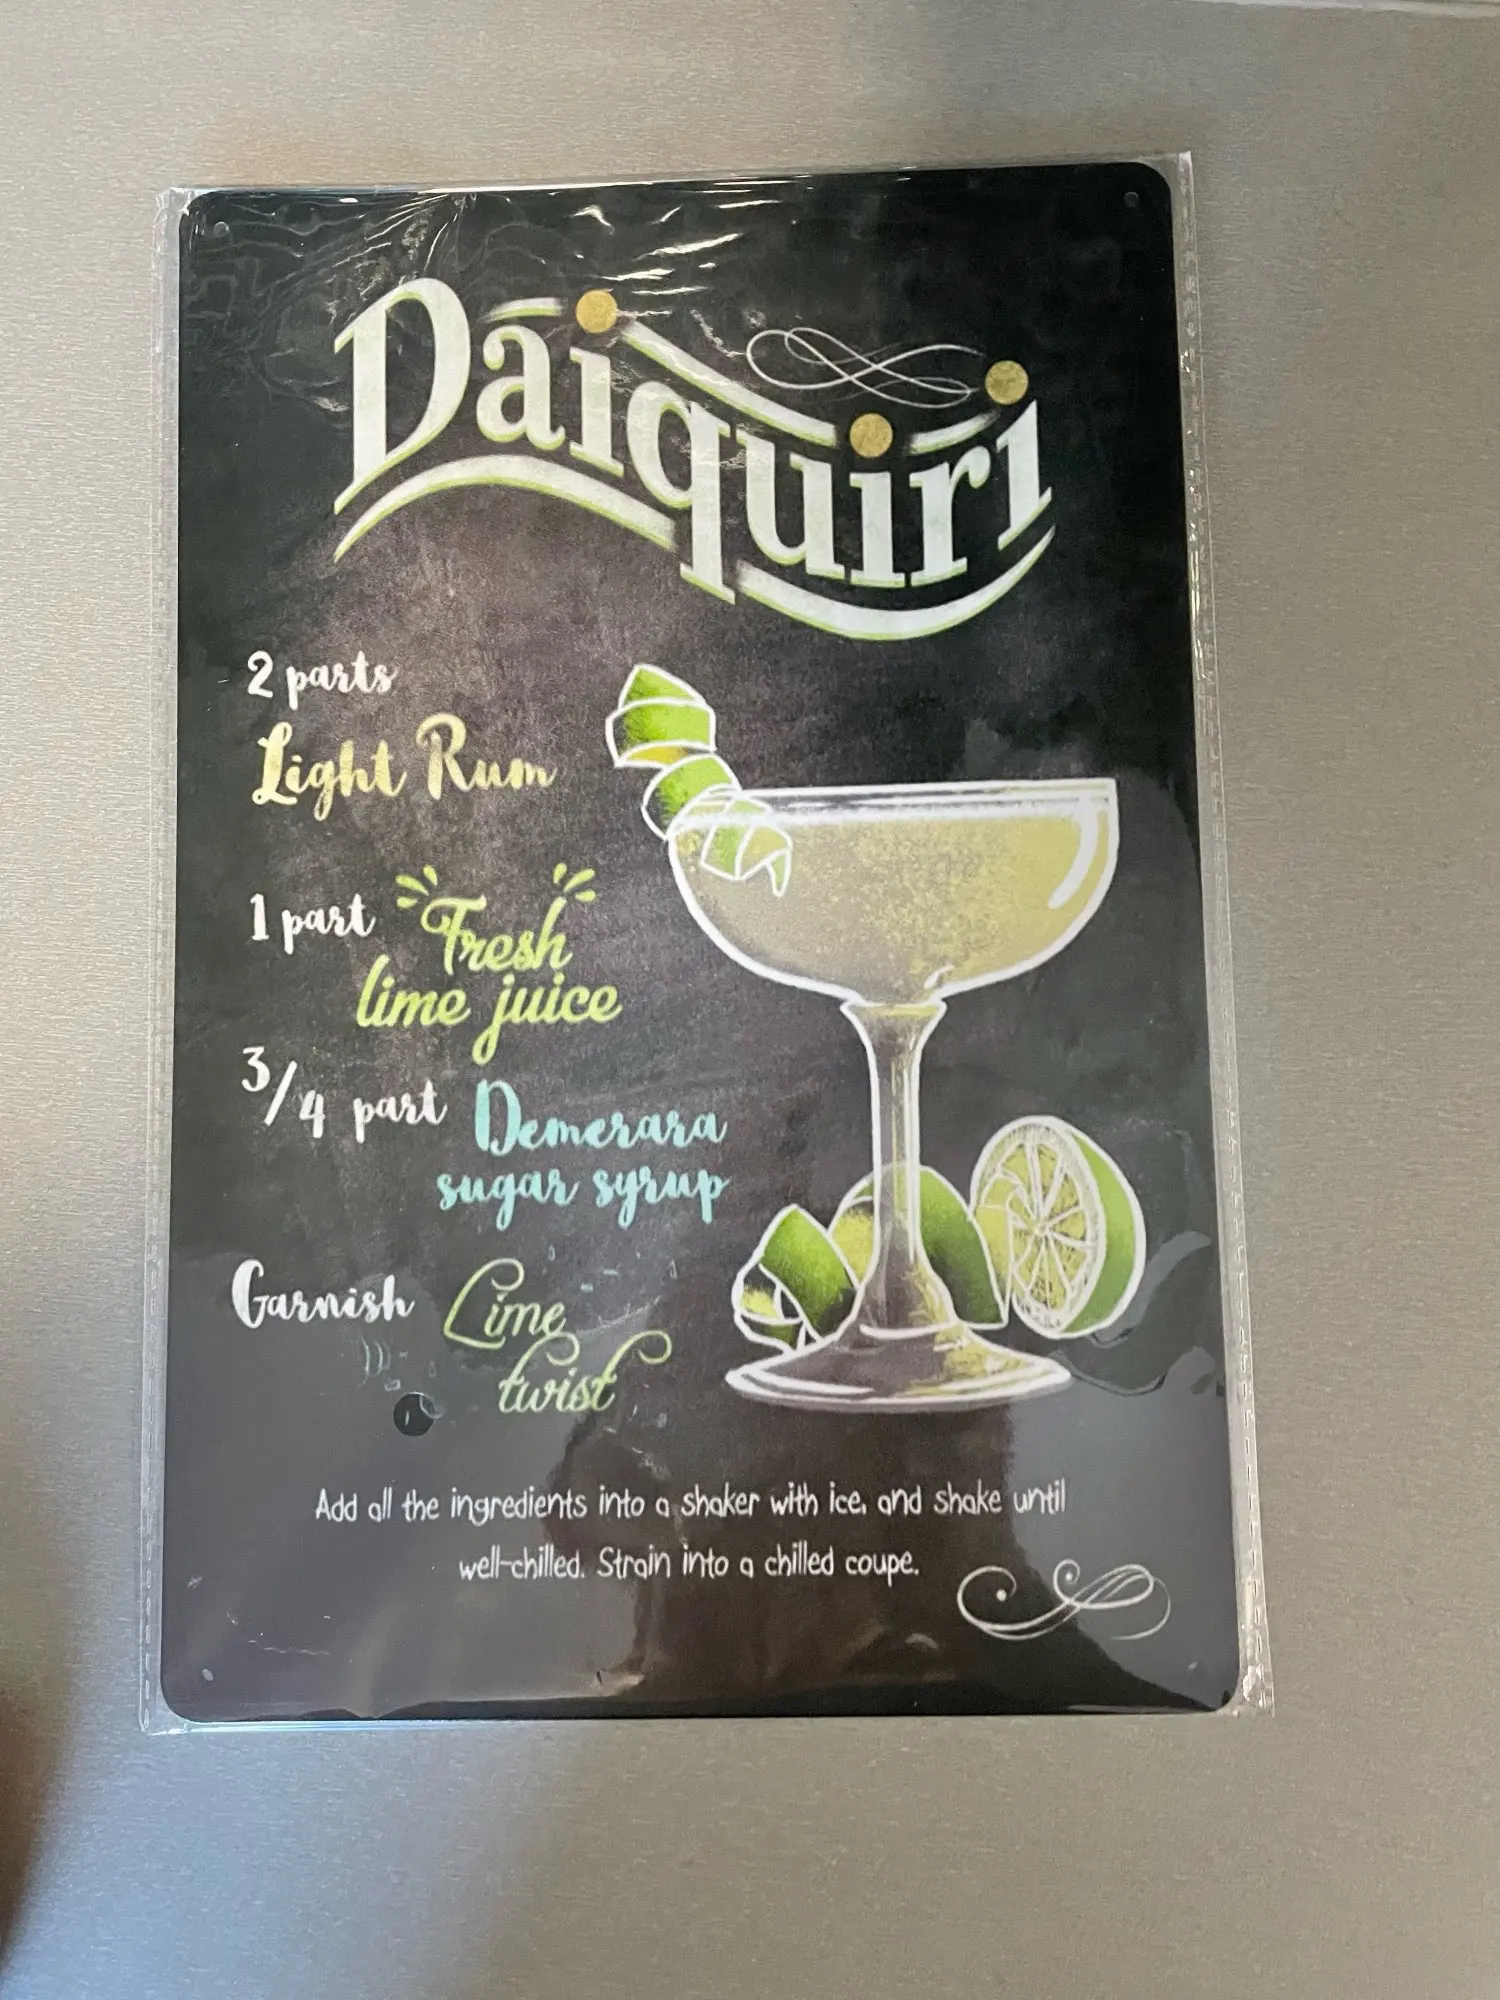 Daiquiri
2 parts
Light Rum
1 part Fresh
lime juice
3/4 part Demerara
sugar syrup
Garnish Lime
twist
Add all the ingredients into a shaker with ice, and shake until
well-chilled. Strain into a chilled coupe.